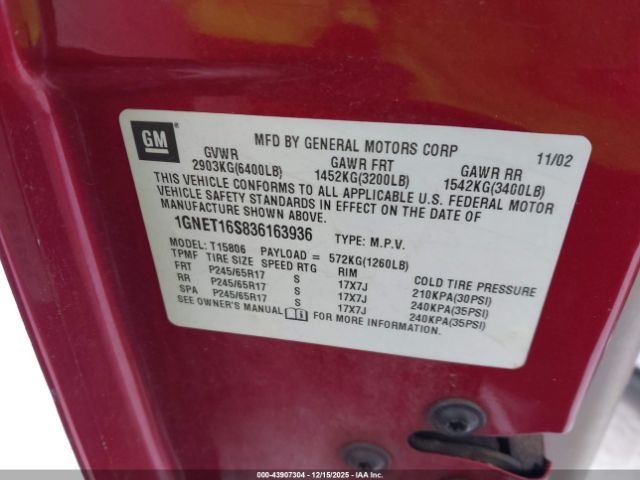 GM
MFD BY GENERAL MOTORS CORP 11/02
GVWR GAWR FRT GAWR RR
2903KG(6400LB) 1452KG(3200LB) 1542KG(3400LB)
THIS VEHICLE CONFORMS TO ALL APPLICABLE U.S. FEDERAL MOTOR
VEHICLE SAFETY STANDARDS IN EFFECT ON THE DATE OF
MANUFACTURE SHOWN ABOVE.
1GNET16S836163936 TYPE: M.P.V.
MODEL: T15806 PAYLOAD = 572KG(1260LB)
TPMF TIRE SIZE SPEED RTG RIM COLD TIRE PRESSURE
FRT P245/65R17 S 17X7J 210KPA(30PSI)
RR P245/65R17 S 17X7J 240KPA(35PSI)
SPA P245/65R17 S 17X7J 240KPA(35PSI)
SEE OWNER'S MANUAL FOR MORE INFORMATION.
000-43907304 - 12/15/2025 - IAA Inc.